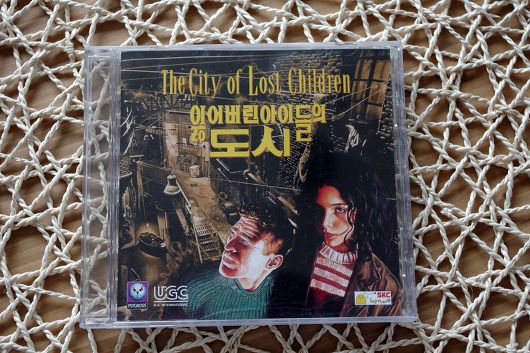 The City of Lost Children
잃어버린아이들의
도시
PSYGNOSIS
UGC
SKC